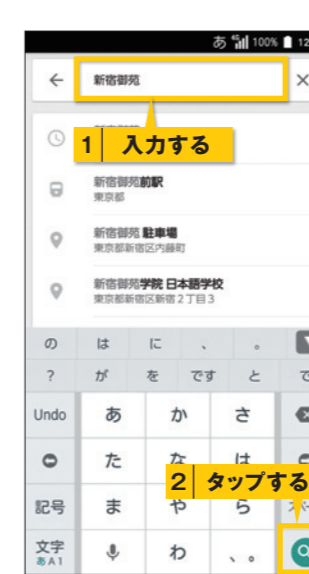 あ 4G 100% 12
新宿御苑
1 入力する
新宿御苑前駅
東京都
新宿御苑 駐車場
東京都新宿区内藤町
新宿御苑学院 日本語学校
東京都新宿区新宿2丁目3
の は に 、 。
? が を です と で
Undo あ か さ
た な は
2 タップする
記号 ま や ら
文字 わ 、。
あA1